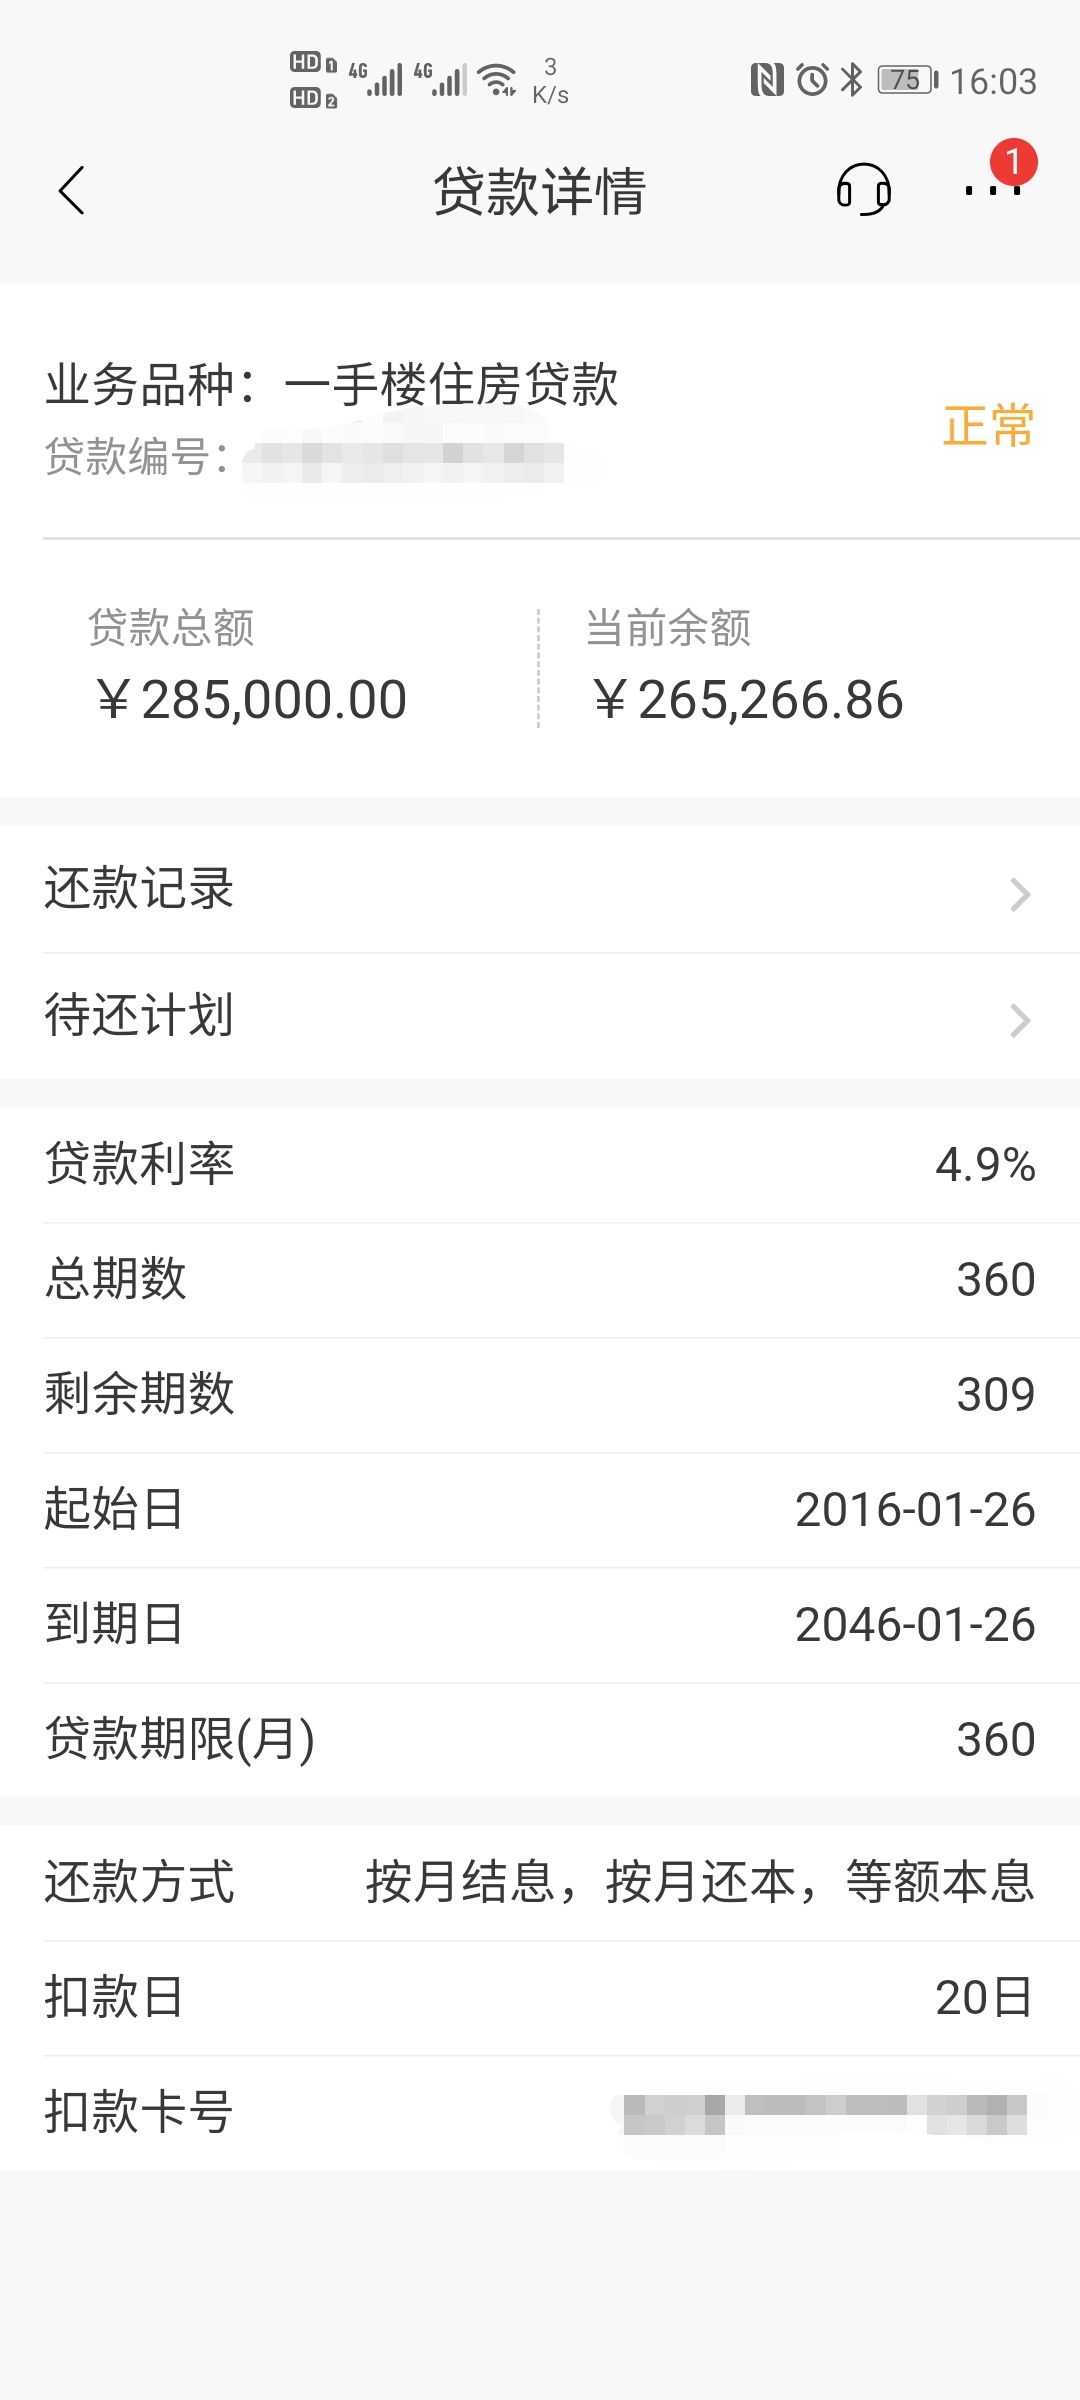 HD 1 4G 4G 3 75 16:03
HD 2 K/s
贷款详情
1
业务品种：一手楼住房贷款
正常
贷款编号：
贷款总额 当前余额
￥285,000.00 ￥265,266.86
还款记录
待还计划
贷款利率 4.9%
总期数 360
剩余期数 309
起始日 2016-01-26
到期日 2046-01-26
贷款期限(月) 360
还款方式 按月结息，按月还本，等额本息
扣款日 20日
扣款卡号